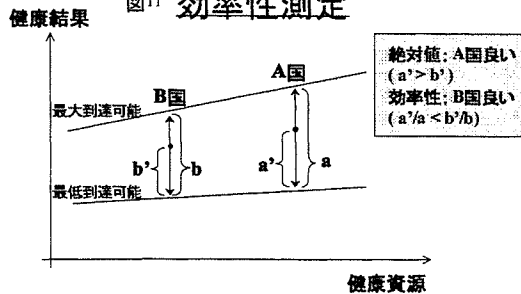 図11 効率性測定
健康結果
絶対値: A国良い
( a' > b' )
効率性: B国良い
( a'/a < b'/b)
A国
B国
最大到達可能
b' b a' a
最低到達可能
健康資源